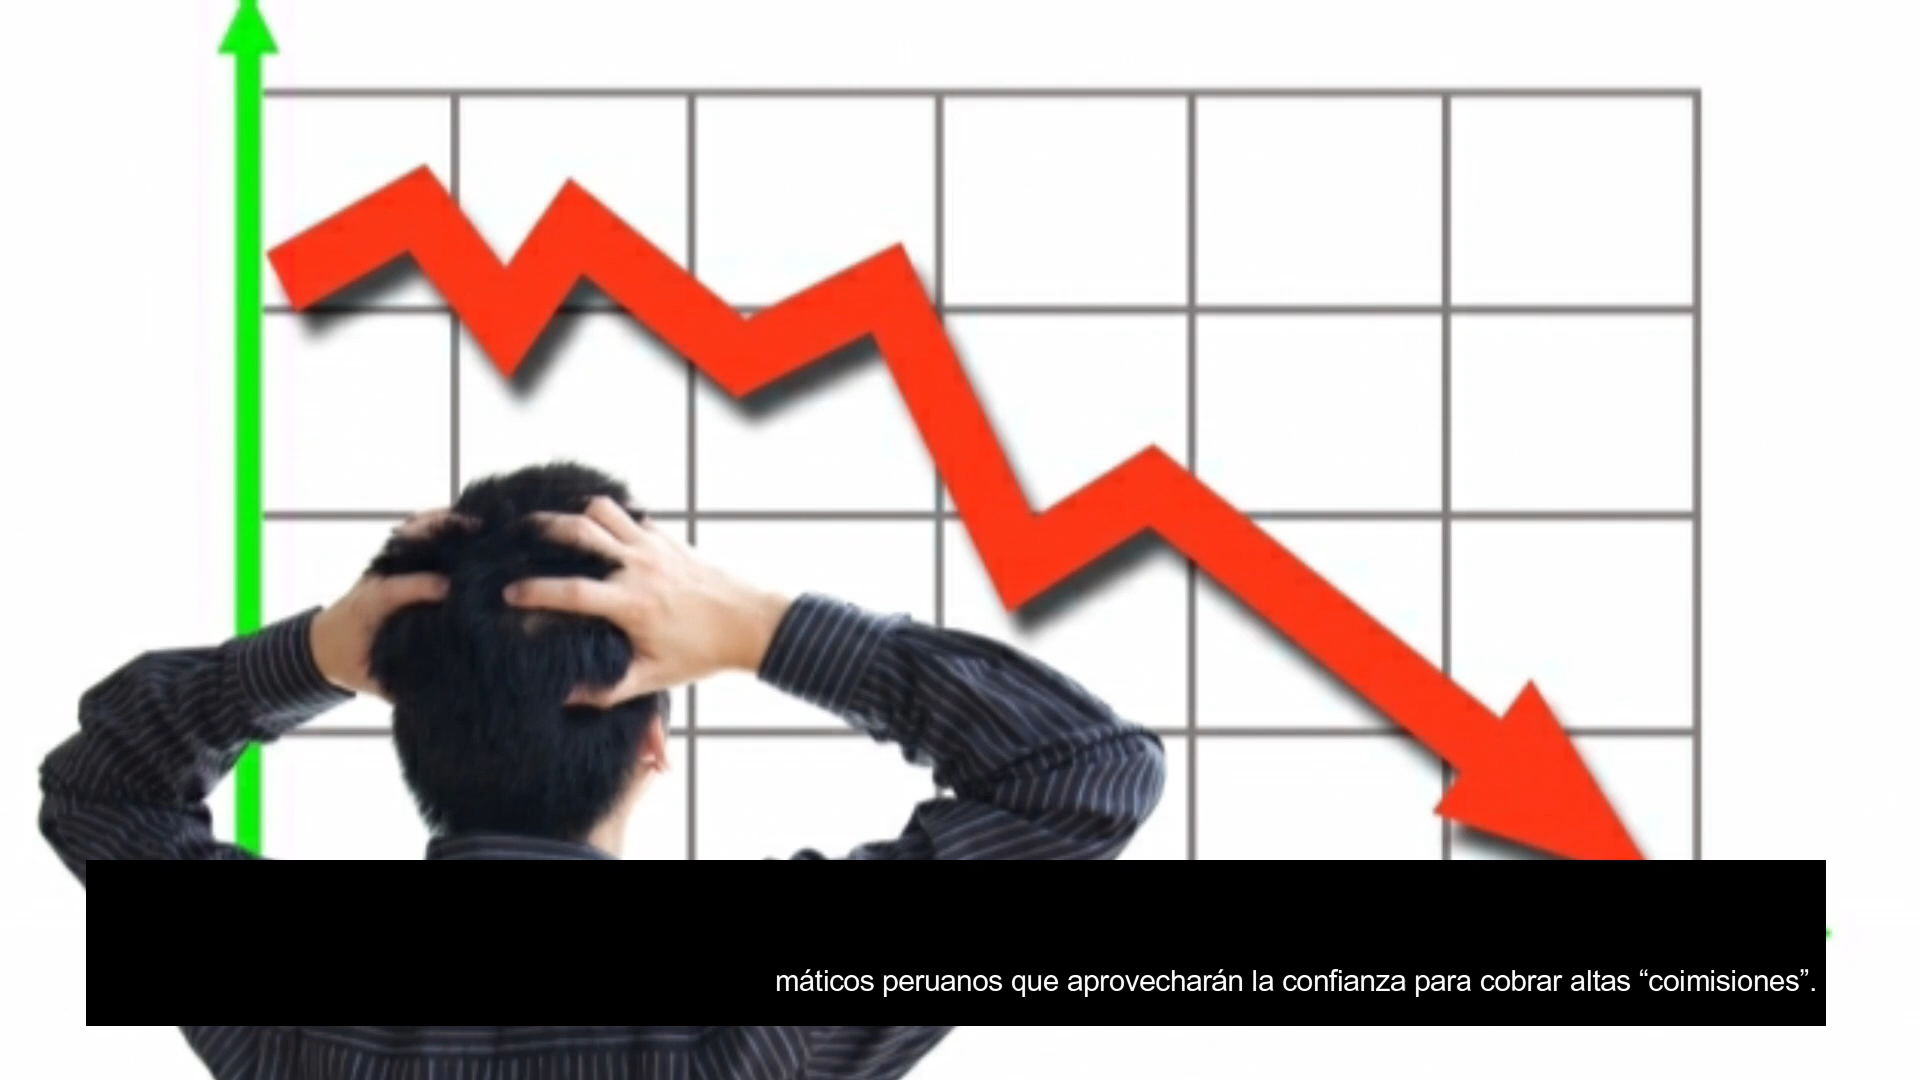 máticos peruanos que aprovecharán la confianza para cobrar altas “coimisiones”.